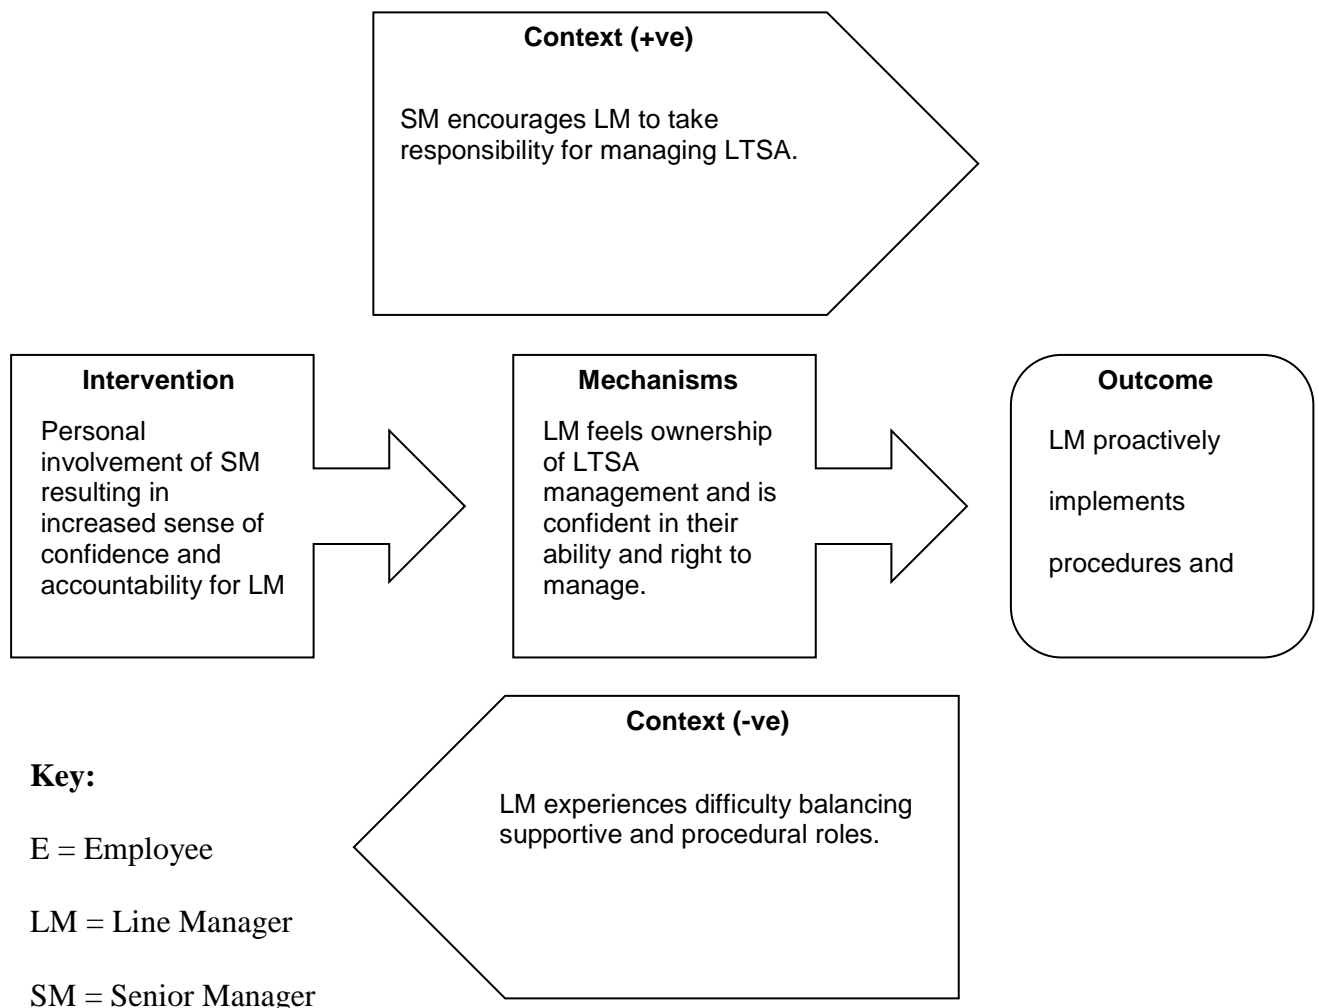 Context (+ve)
SM encourages LM to take
responsibility for managing LTSA.
Intervention
Personal
involvement of SM
resulting in
increased sense of
confidence and
accountability for LM
Mechanisms
LM feels ownership
of LTSA
management and is
confident in their
ability and right to
manage.
Outcome
LM proactively
implements
procedures and
Context (-ve)
LM experiences difficulty balancing
supportive and procedural roles.
Key:
E = Employee
LM = Line Manager
SM = Senior Manager